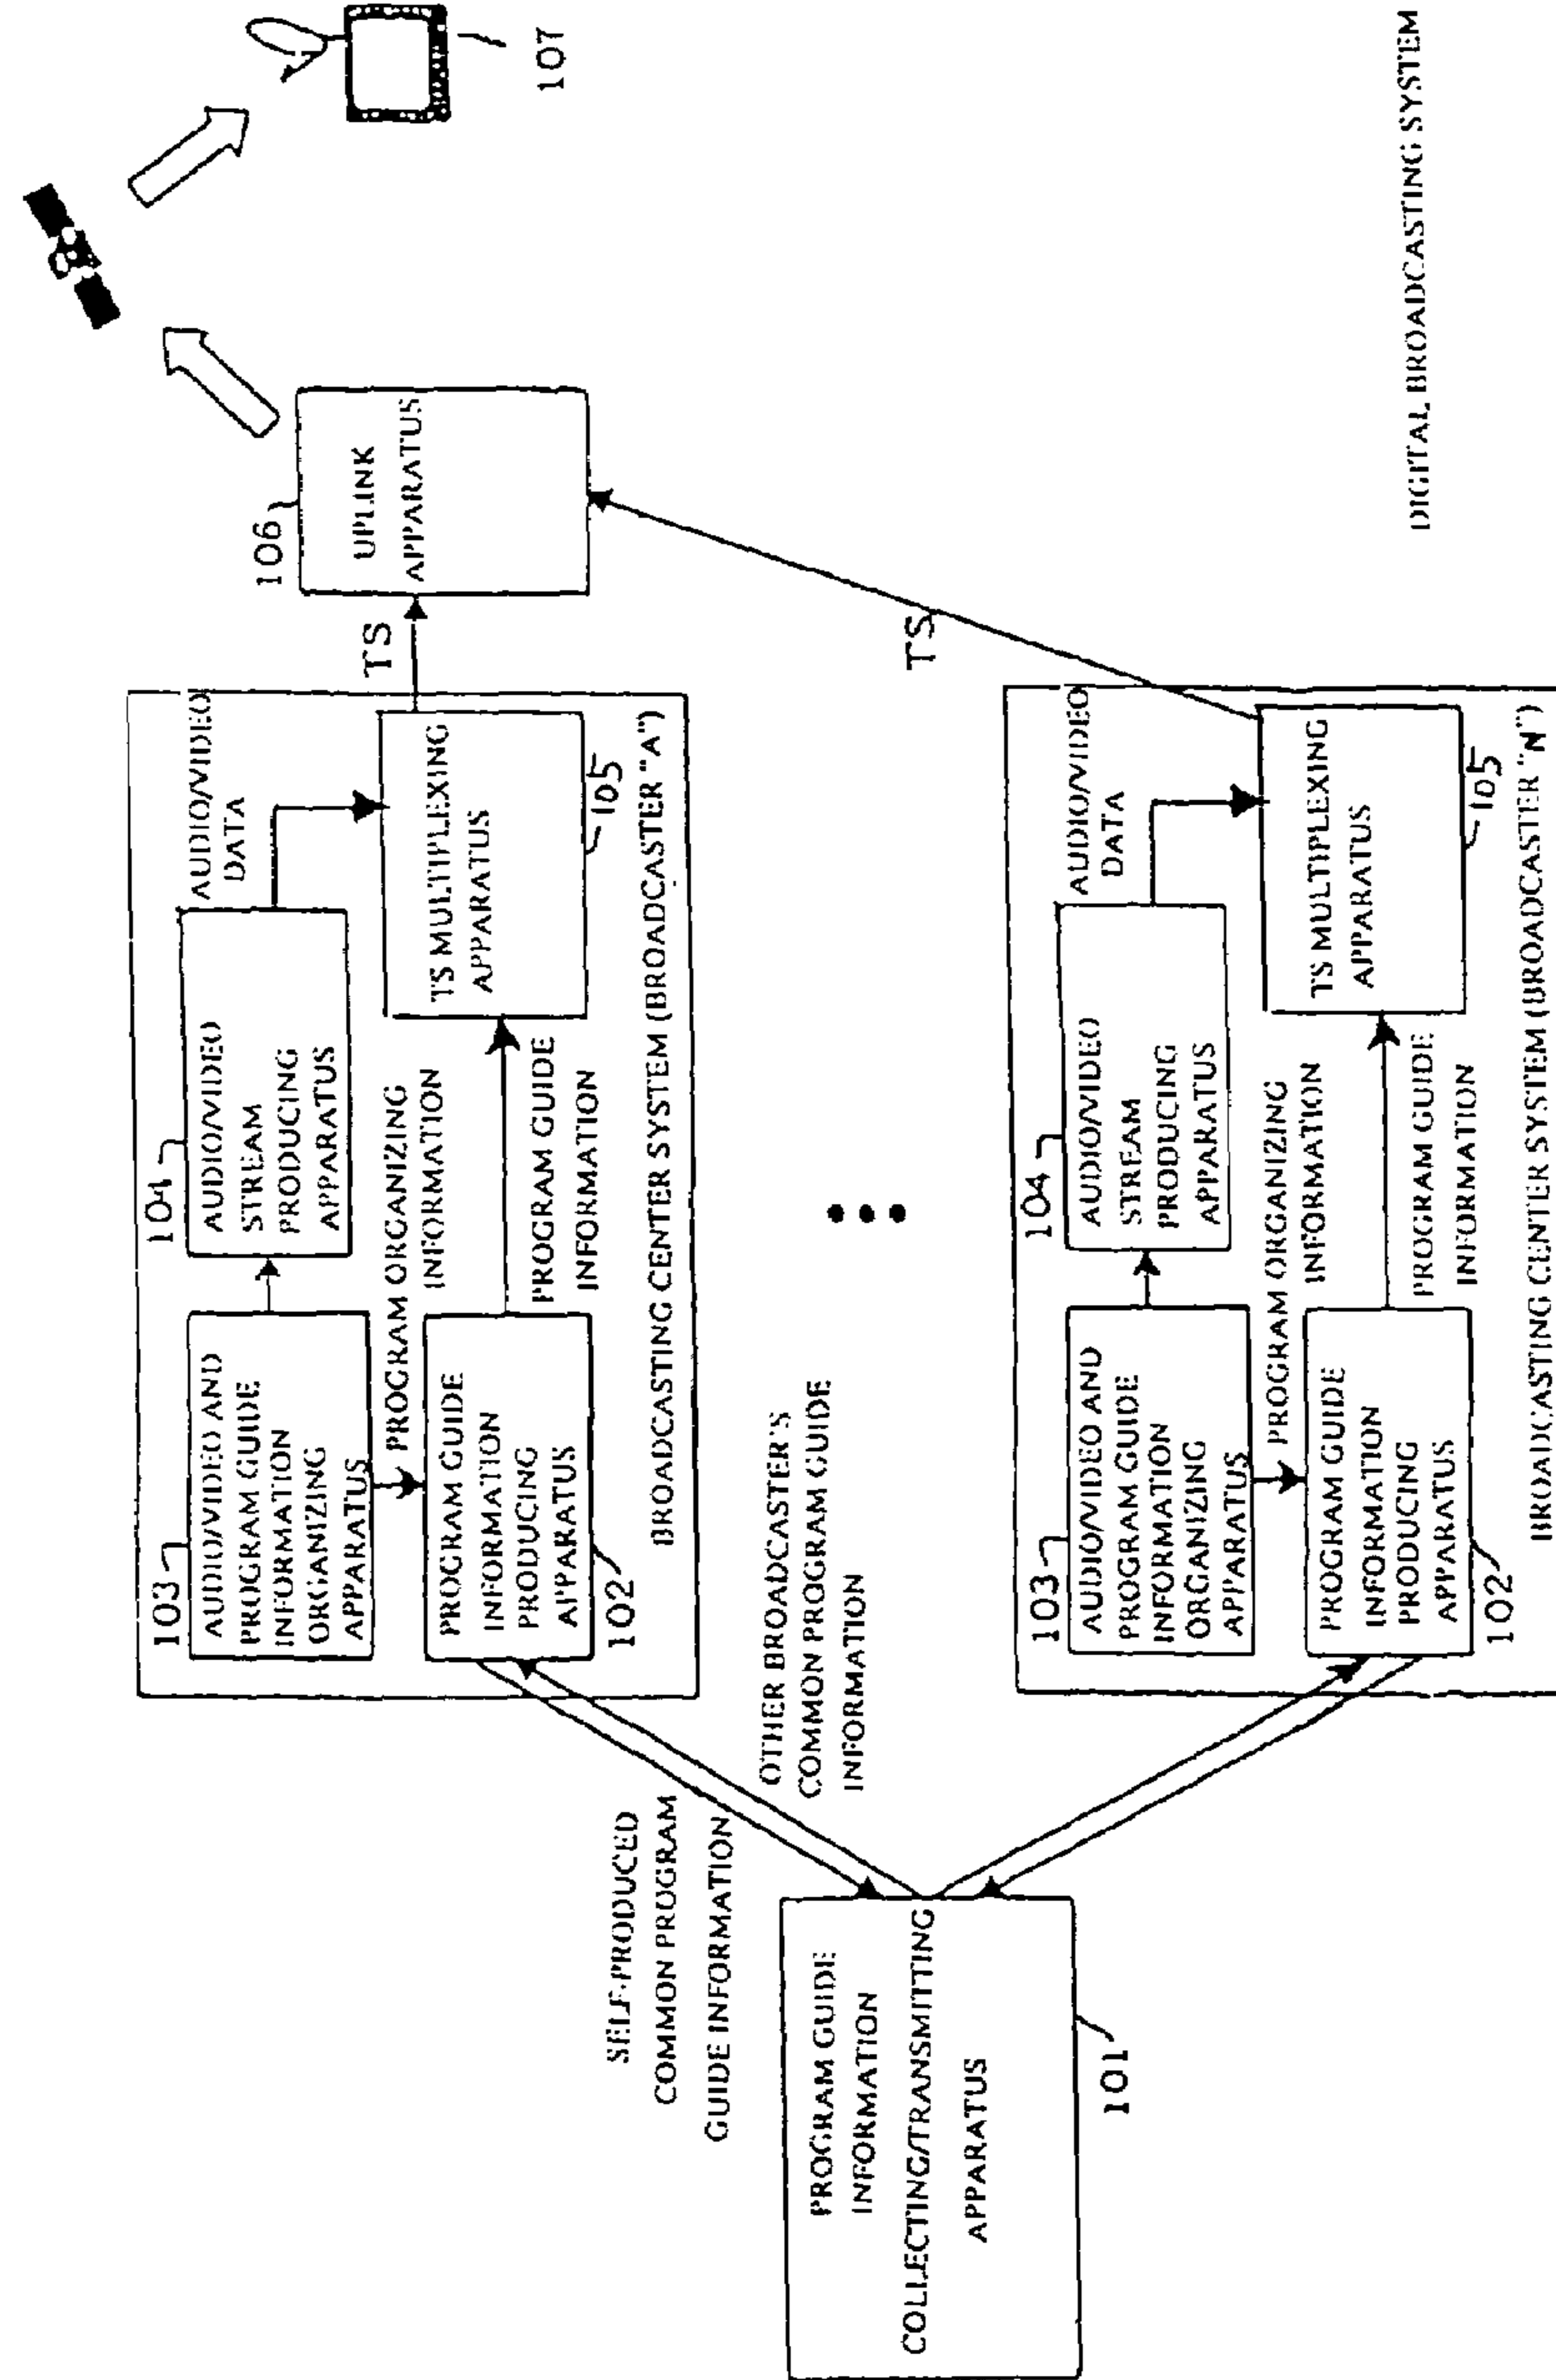 107
106
UPLINK
APPARATUS
TS
TS
104
AUDIO/VIDEO
STREAM
PRODUCING
APPARATUS
AUDIO/VIDEO
DATA
103
AUDIO/VIDEO AND
PROGRAM GUIDE
INFORMATION
ORGANIZING
APPARATUS
PROGRAM ORGANIZING
INFORMATION
TS MULTIPLEXING
APPARATUS
105
PROGRAM GUIDE
INFORMATION
PRODUCING
APPARATUS
102
PROGRAM GUIDE
INFORMATION
BROADCASTING CENTER SYSTEM (BROADCASTER "A")
SELF-PRODUCED
COMMON PROGRAM
GUIDE INFORMATION
OTHER BROADCASTER'S
COMMON PROGRAM GUIDE
INFORMATION
PROGRAM GUIDE
INFORMATION
COLLECTING/TRANSMITTING
APPARATUS
101
104
AUDIO/VIDEO
STREAM
PRODUCING
APPARATUS
AUDIO/VIDEO
DATA
103
AUDIO/VIDEO AND
PROGRAM GUIDE
INFORMATION
ORGANIZING
APPARATUS
PROGRAM ORGANIZING
INFORMATION
TS MULTIPLEXING
APPARATUS
105
PROGRAM GUIDE
INFORMATION
PRODUCING
APPARATUS
102
PROGRAM GUIDE
INFORMATION
BROADCASTING CENTER SYSTEM (BROADCASTER "N")
DIGITAL BROADCASTING SYSTEM